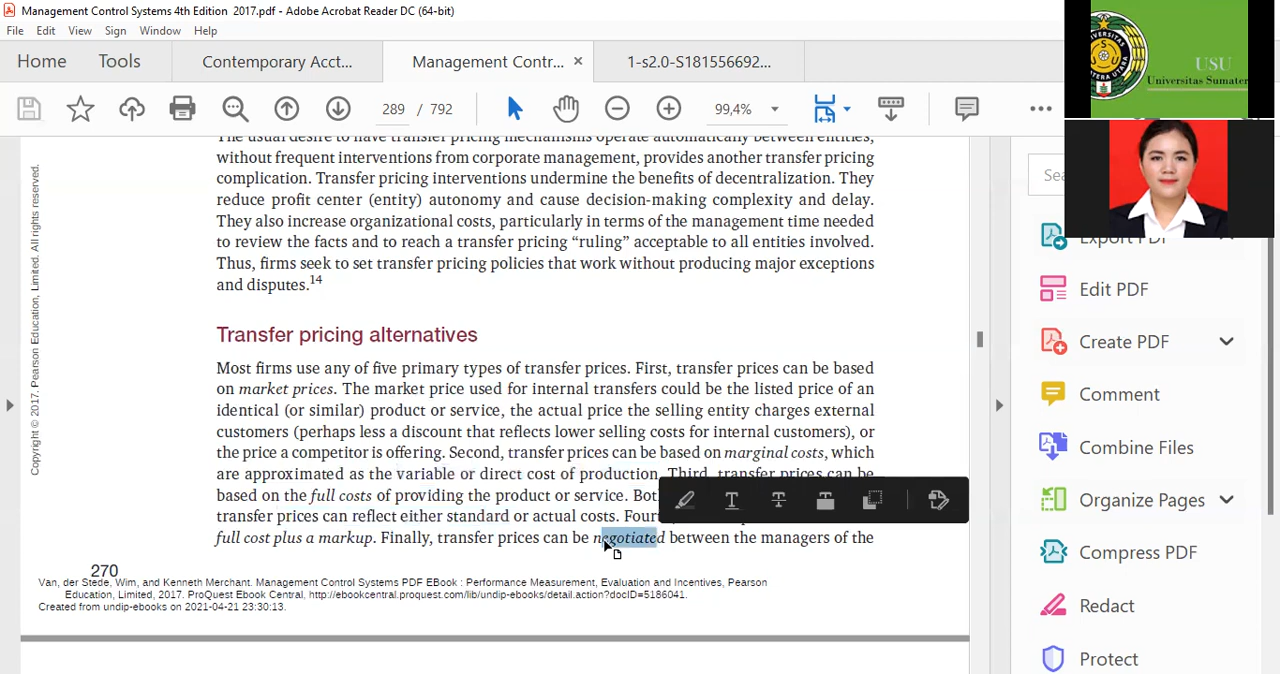 Management Control Systems 4th Edition 2017.pdf - Adobe Acrobat Reader DC (64-bit)
File Edit View Sign Window Help
Home Tools Contemporary Acct... Management Contr... × 1-s2.0-S181556692...
289 / 792 99,4%
USU
Universitas Sumater
The usual desire to have transfer pricing mechanisms operate automatically between entities,
without frequent interventions from corporate management, provides another transfer pricing
complication. Transfer pricing interventions undermine the benefits of decentralization. They
reduce profit center (entity) autonomy and cause decision-making complexity and delay.
They also increase organizational costs, particularly in terms of the management time needed
to review the facts and to reach a transfer pricing “ruling” acceptable to all entities involved.
Thus, firms seek to set transfer pricing policies that work without producing major exceptions
and disputes.14
Transfer pricing alternatives
Most firms use any of five primary types of transfer prices. First, transfer prices can be based
on market prices. The market price used for internal transfers could be the listed price of an
identical (or similar) product or service, the actual price the selling entity charges external
customers (perhaps less a discount that reflects lower selling costs for internal customers), or
the price a competitor is offering. Second, transfer prices can be based on marginal costs, which
are approximated as the variable or direct cost of production. Third, transfer prices can be
based on the full costs of providing the product or service. Bot
transfer prices can reflect either standard or actual costs. Four
full cost plus a markup. Finally, transfer prices can be negotiated between the managers of the
270
Van, der Stede, Wim, and Kenneth Merchant. Management Control Systems PDF EBook : Performance Measurement, Evaluation and Incentives, Pearson
Education, Limited, 2017. ProQuest Ebook Central, http://ebookcentral.proquest.com/lib/undip-ebooks/detail.action?docID=5186041.
Created from undip-ebooks on 2021-04-21 23:30:13.
Copyright © 2017. Pearson Education, Limited. All rights reserved.
Sea
Export PDF
Edit PDF
Create PDF
Comment
Combine Files
Organize Pages
Compress PDF
Redact
Protect